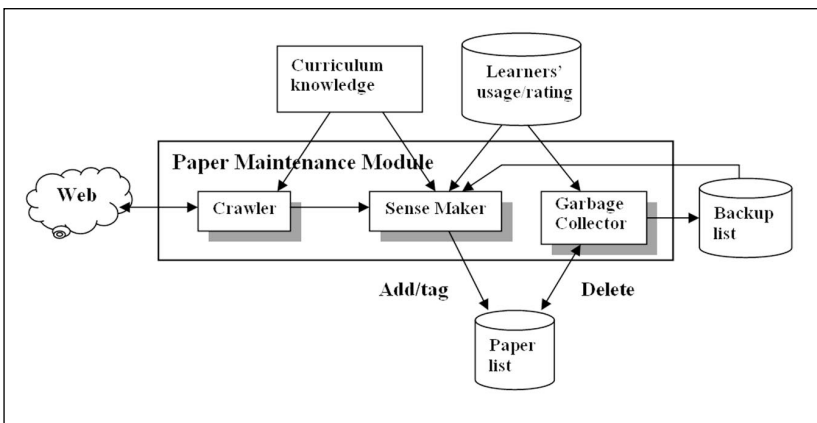 Curriculum
knowledge
Learners’
usage/rating
Paper Maintenance Module
Web
Crawler
Sense Maker
Garbage
Collector
Backup
list
Add/tag
Delete
Paper
list